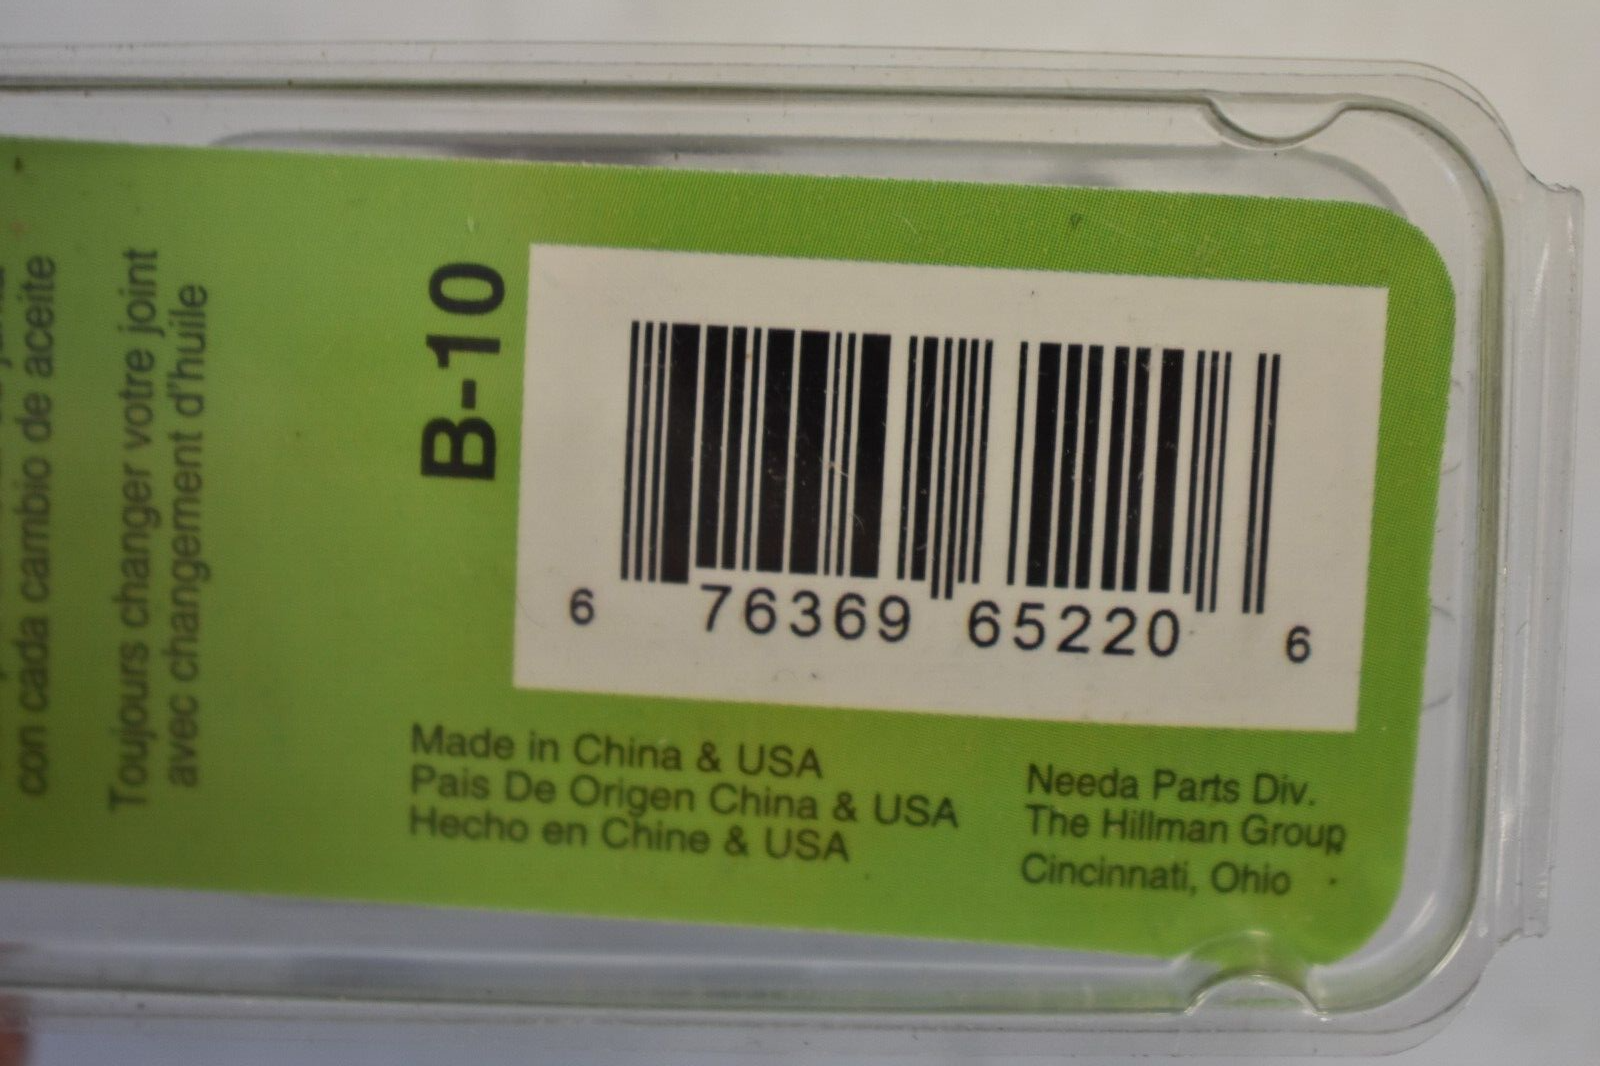 con cada cambio de aceite
Toujours changer votre joint
avec changement d'huile
B-10
6 76369 65220 6
Made in China & USA
Pais De Origen China & USA
Hecho en Chine & USA
Needa Parts Div.
The Hillman Group
Cincinnati, Ohio